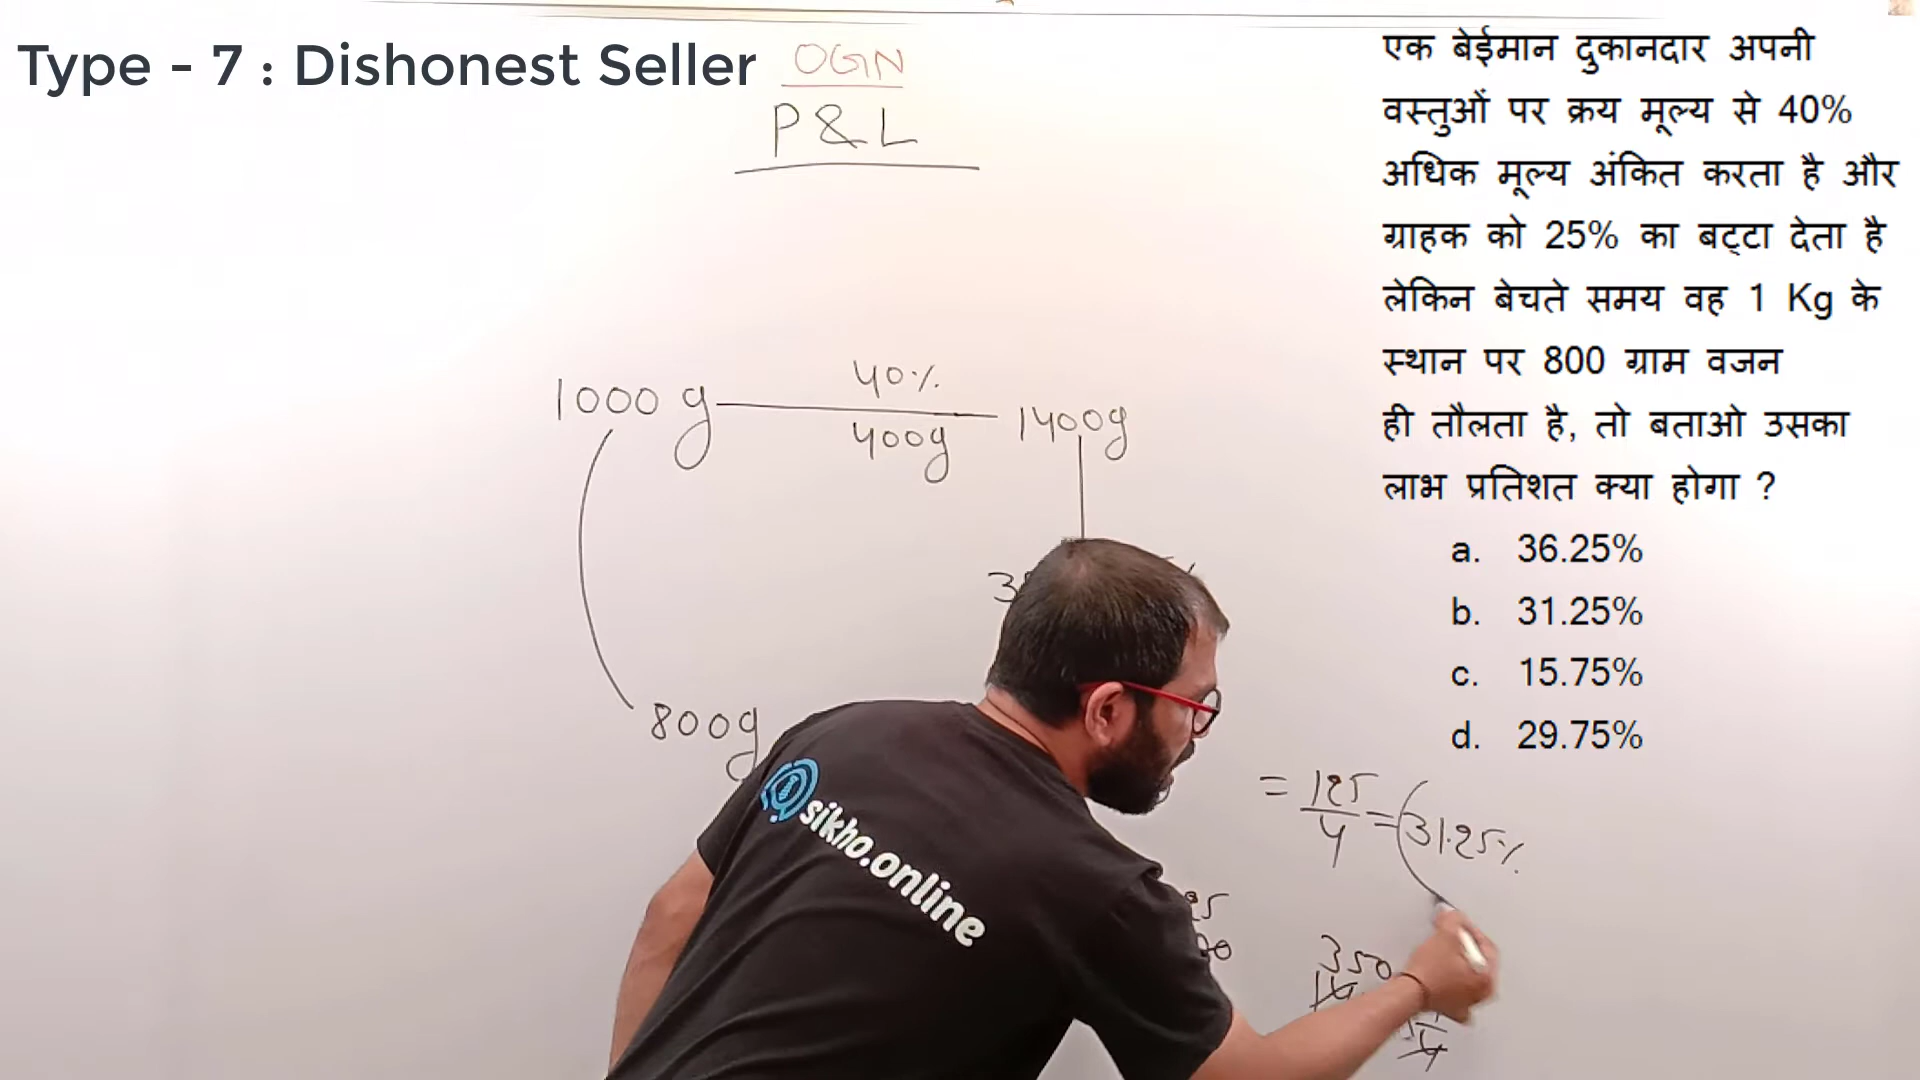 Type - 7 : Dishonest Seller
OGN
P & L
एक बेईमान दुकानदार अपनी
वस्तुओं पर क्रय मूल्य से 40%
अधिक मूल्य अंकित करता है और
ग्राहक को 25% का बट्टा देता है
लेकिन बेचते समय वह 1 Kg के
स्थान पर 800 ग्राम वजन
ही तौलता है, तो बताओ उसका
लाभ प्रतिशत क्या होगा ?
a. 36.25%
b. 31.25%
c. 15.75%
d. 29.75%
1000 g
40%
400g
1400g
800g
= 125/4 = 31.25%
350
sikho.online